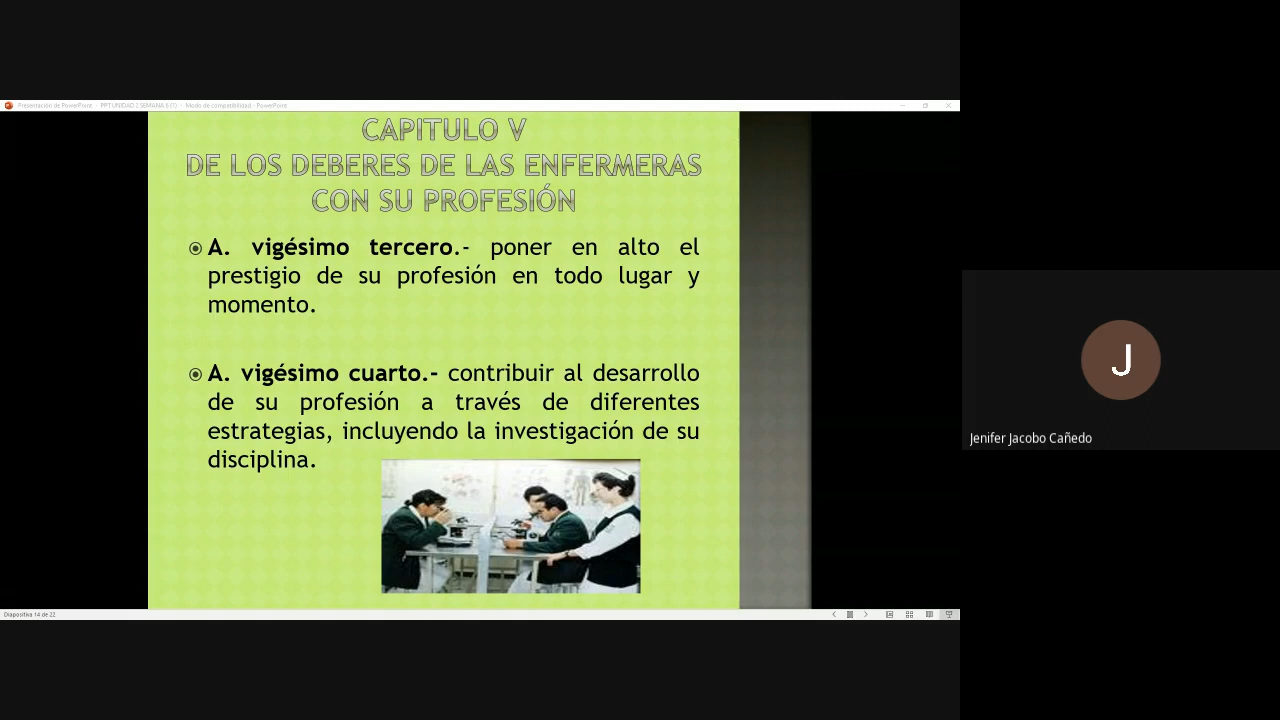 Presentación de PowerPoint - PPT UNIDAD 2 SEMANA 6 (1) - Modo de compatibilidad - PowerPoint
CAPITULO V
DE LOS DEBERES DE LAS ENFERMERAS
CON SU PROFESIÓN
A. vigésimo tercero.- poner en alto el
prestigio de su profesión en todo lugar y
momento.
A. vigésimo cuarto.- contribuir al desarrollo
de su profesión a través de diferentes
estrategias, incluyendo la investigación de su
disciplina.
J
Jenifer Jacobo Cañedo
Diapositiva 14 de 22